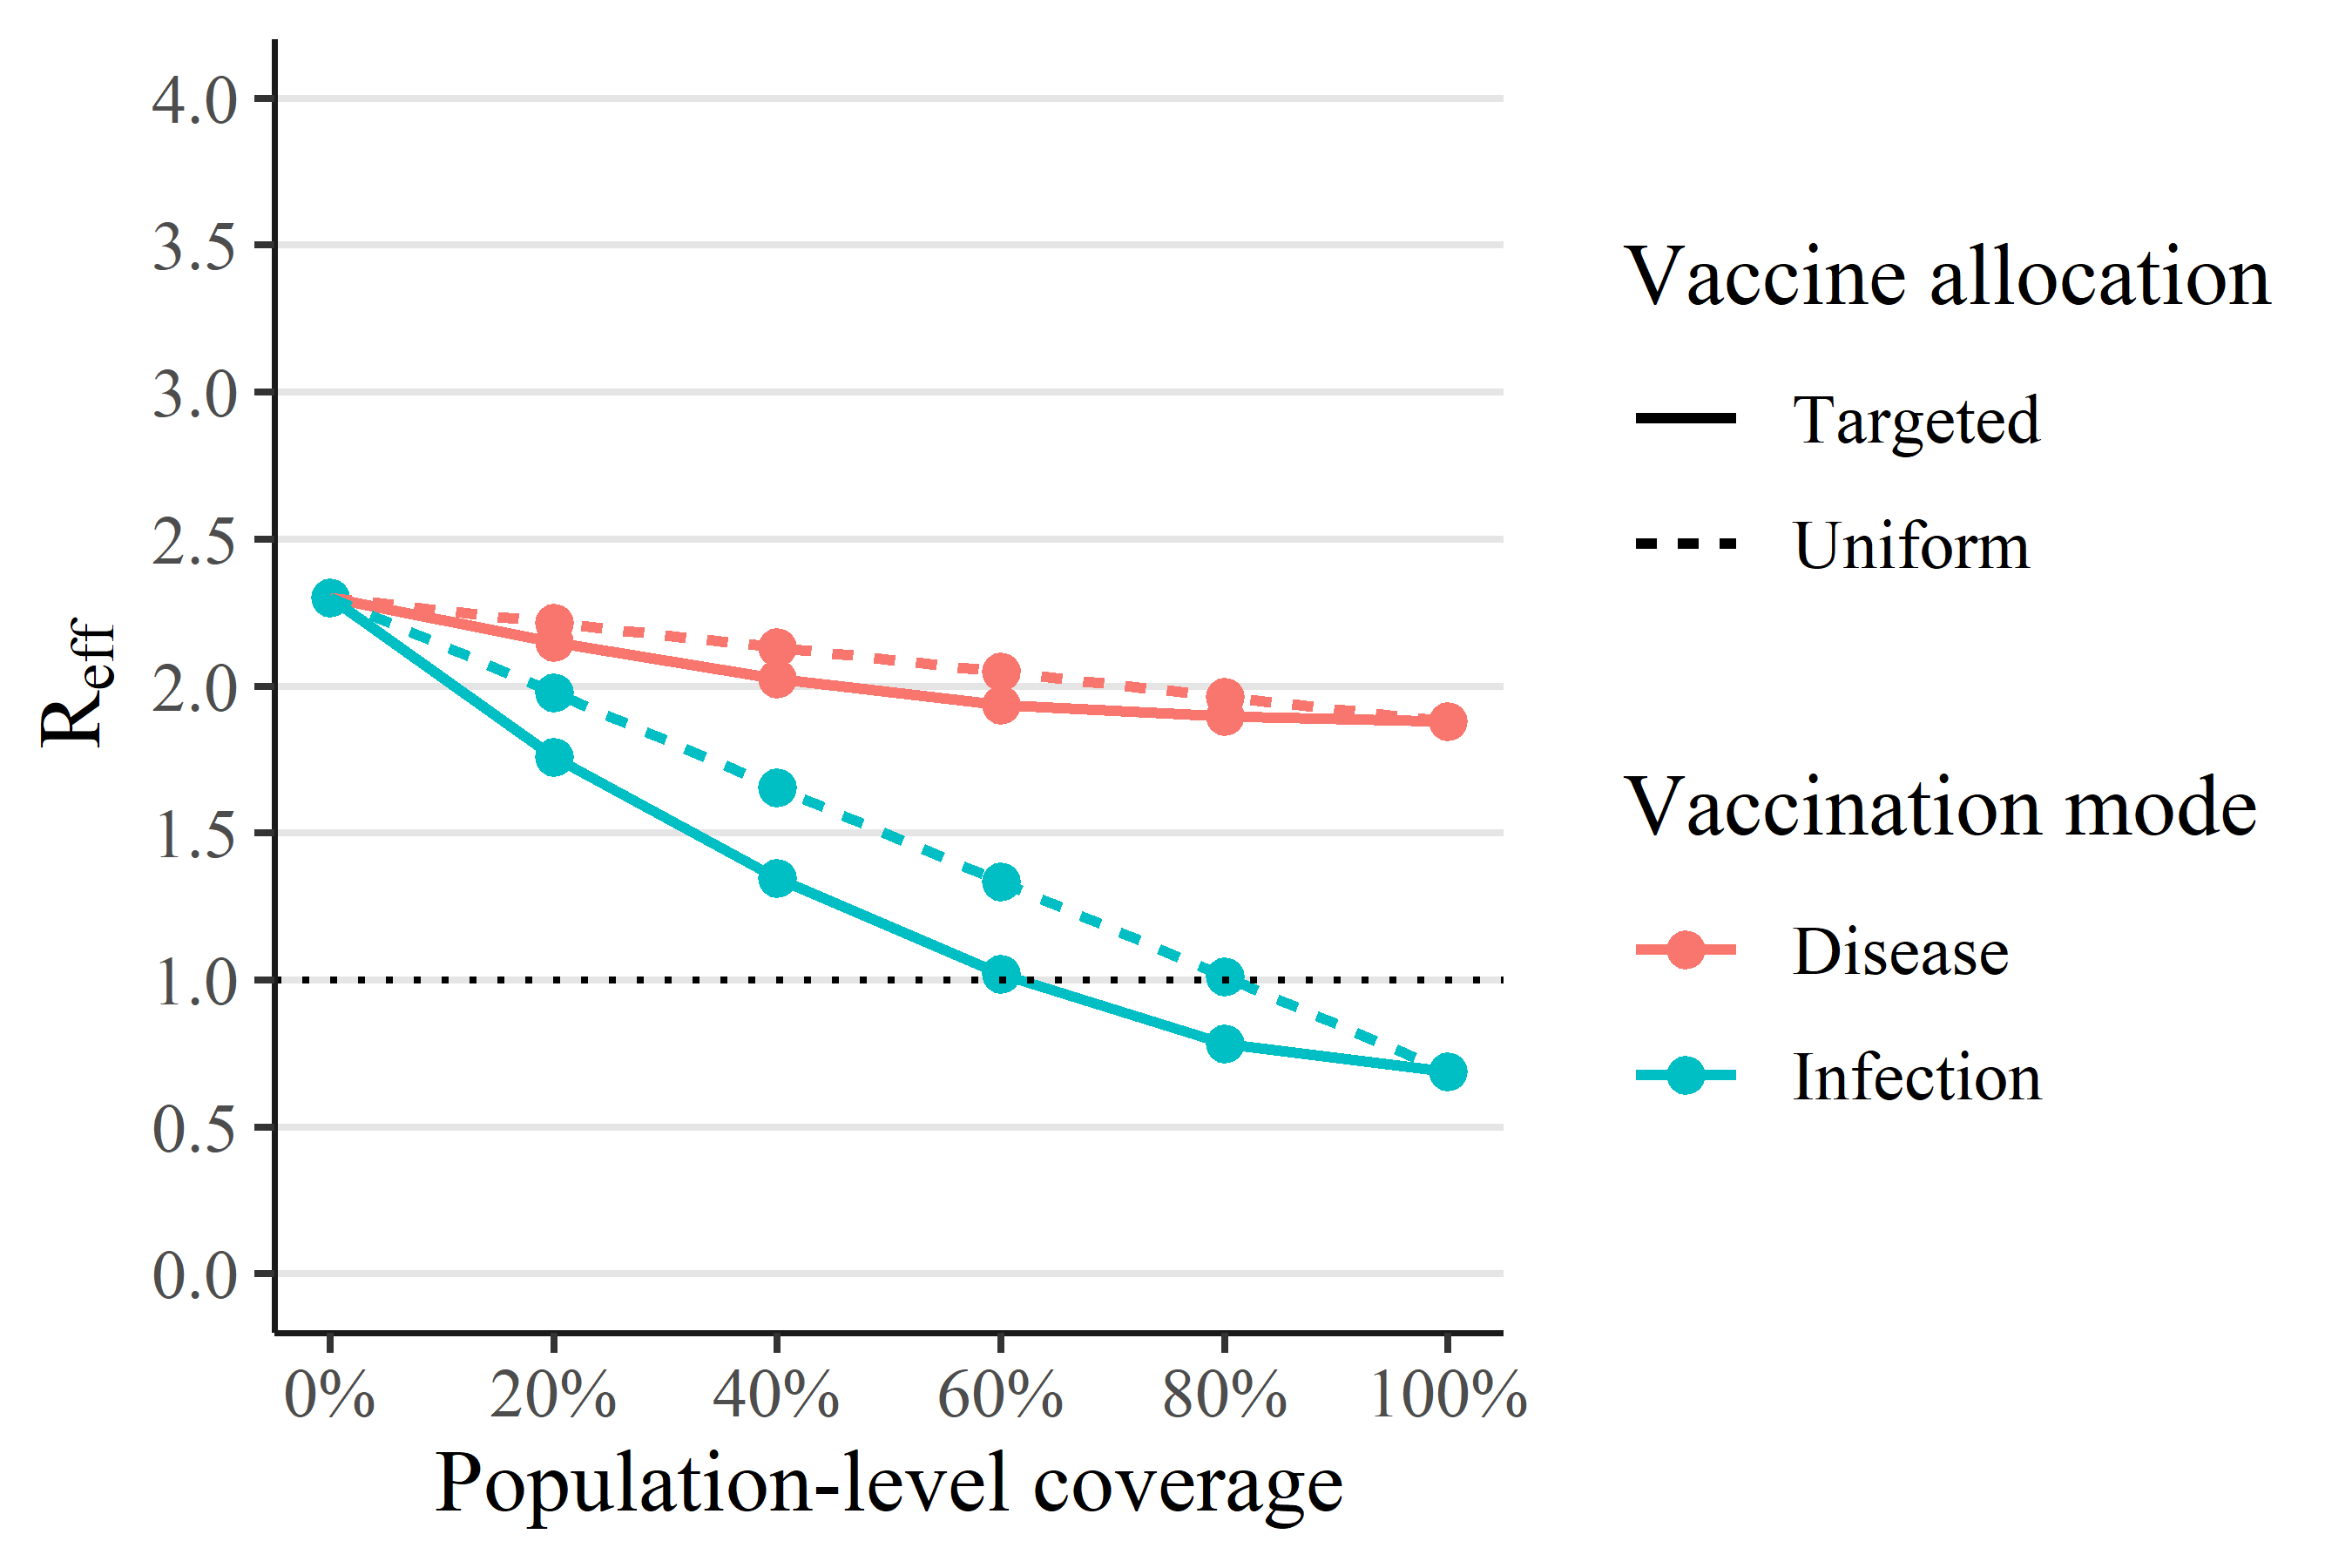 4.0
3.5
3.0
2.5
2.0
1.5
1.0
0.5
0.0
Reff
0% 20% 40% 60% 80% 100%
Population-level coverage
Vaccine allocation
Targeted
Uniform
Vaccination mode
Disease
Infection